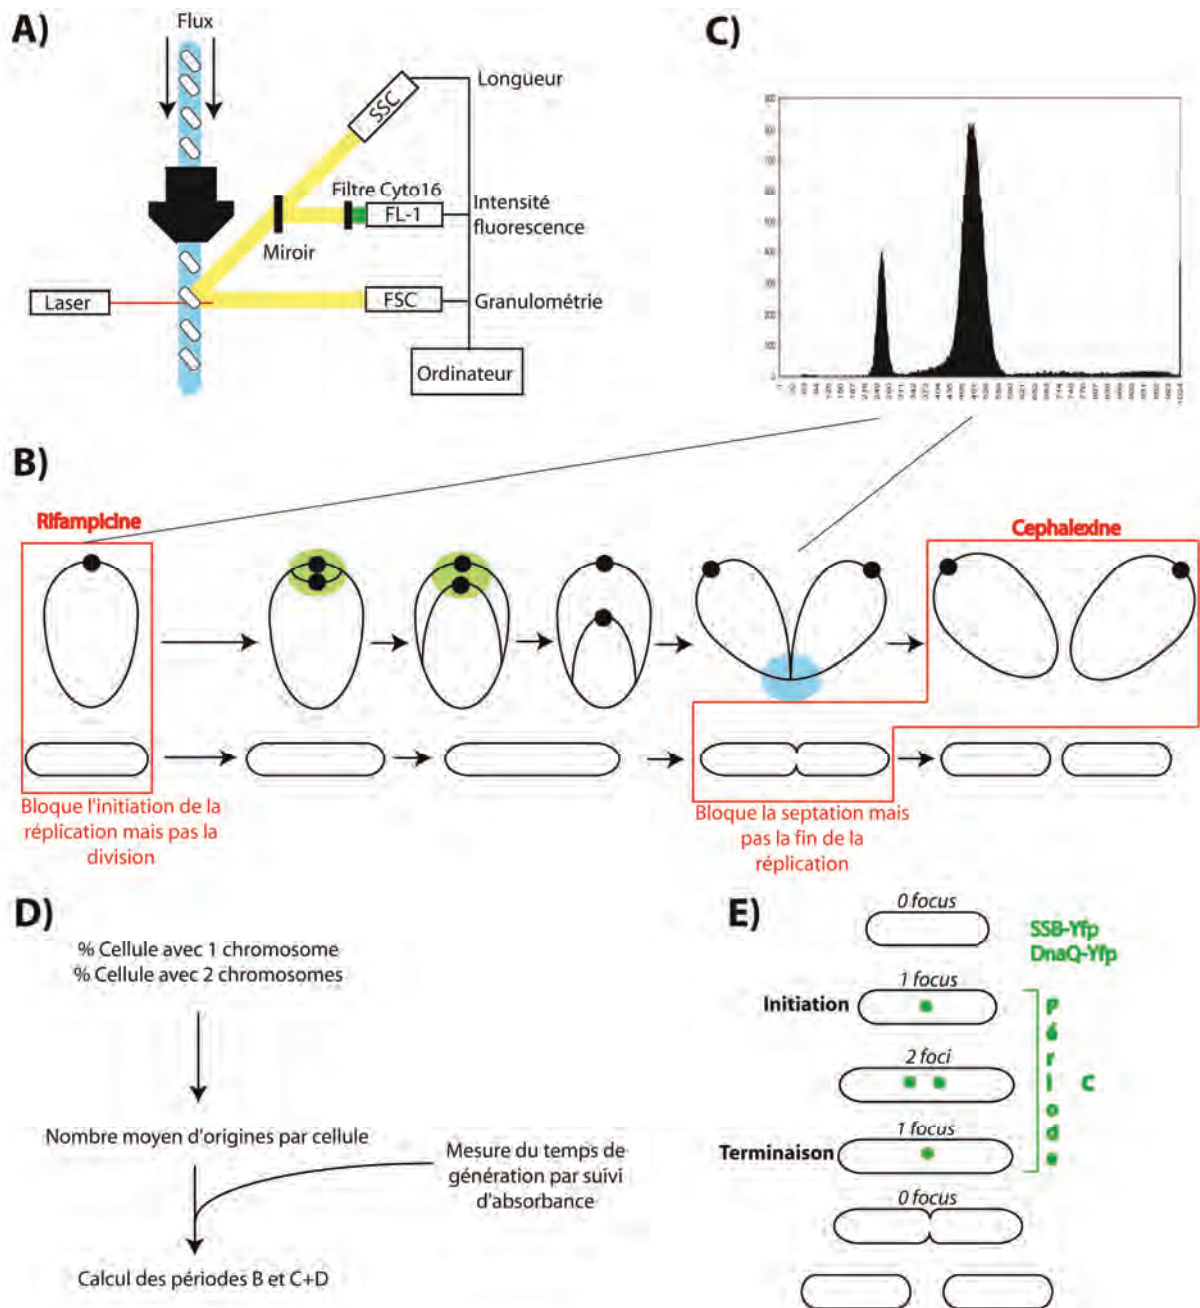 A)
Flux
SSC
Longueur
Filtre Cyto16
FL-1
Intensité
fluorescence
Miroir
Laser
FSC
Granulométrie
Ordinateur
C)
B)
Rifampicine
Cephalexine
Bloque l'initiation de la
réplication mais pas la
division
Bloque la septation mais
pas la fin de la
réplication
D)
% Cellule avec 1 chromosome
% Cellule avec 2 chromosomes
Nombre moyen d'origines par cellule
Mesure du temps de
génération par suivi
d'absorbance
Calcul des périodes B et C+D
E)
0 focus
SSB-Yfp
DnaQ-Yfp
1 focus
Initiation
2 foci
Période
C
1 focus
Terminaison
0 focus